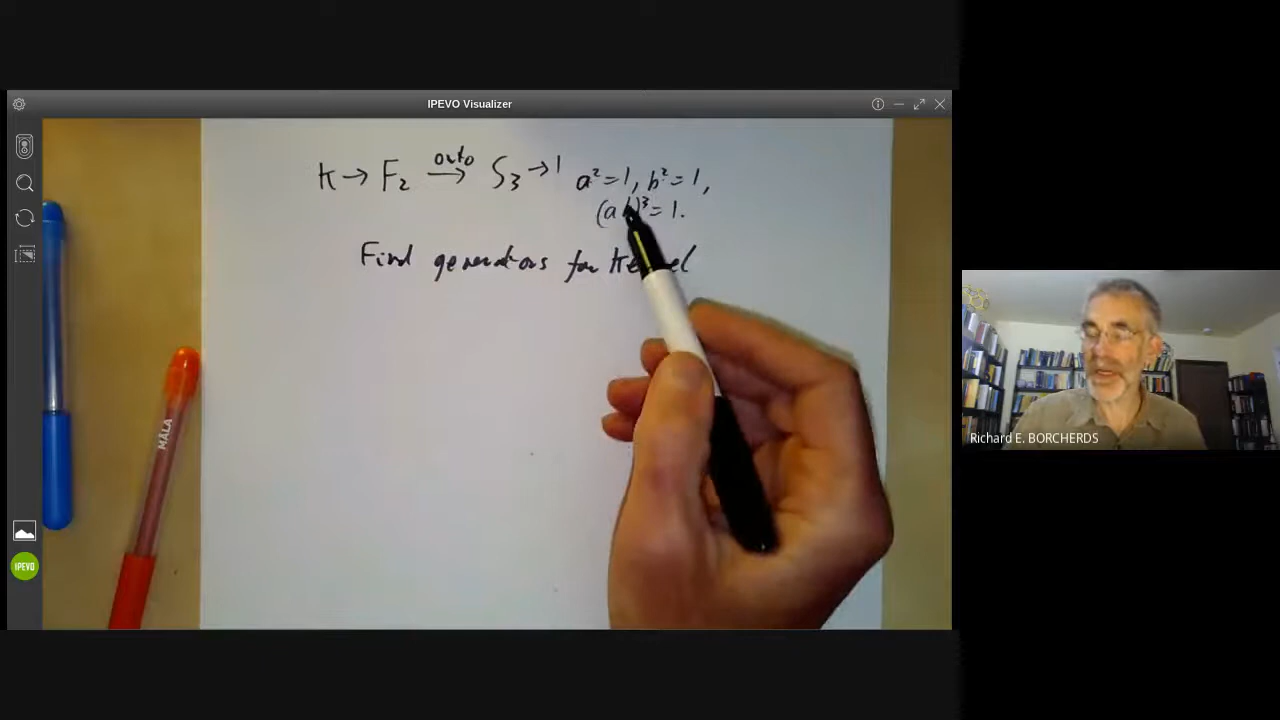 IPEVO Visualizer
K → F₂ →^{onto} S₃ → 1 a² = 1, b² = 1,
(ab)³ = 1.
Find generators for kernel
MÅLA
IPEVO
Richard E. BORCHERDS